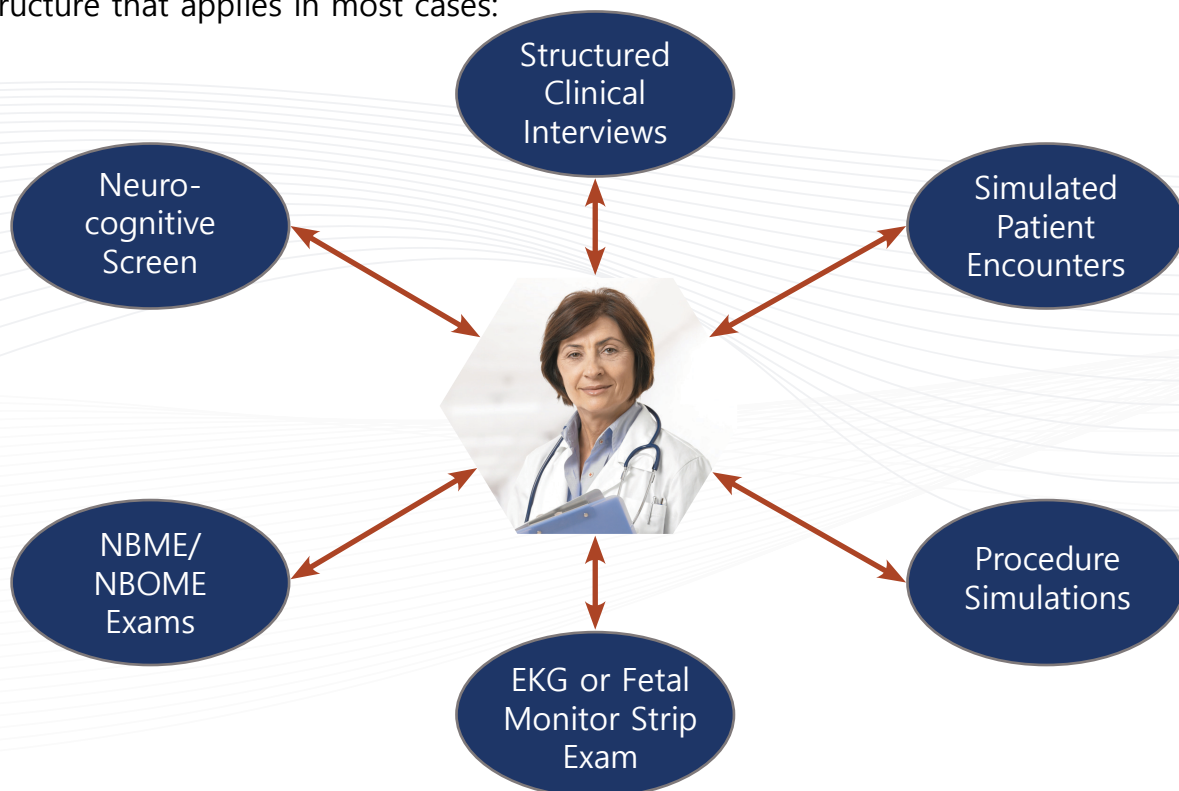 ructure that applies in most cases:
Structured
Clinical
Interviews
Neuro-
cognitive
Screen
Simulated
Patient
Encounters
NBME/
NBOME
Exams
Procedure
Simulations
EKG or Fetal
Monitor Strip
Exam